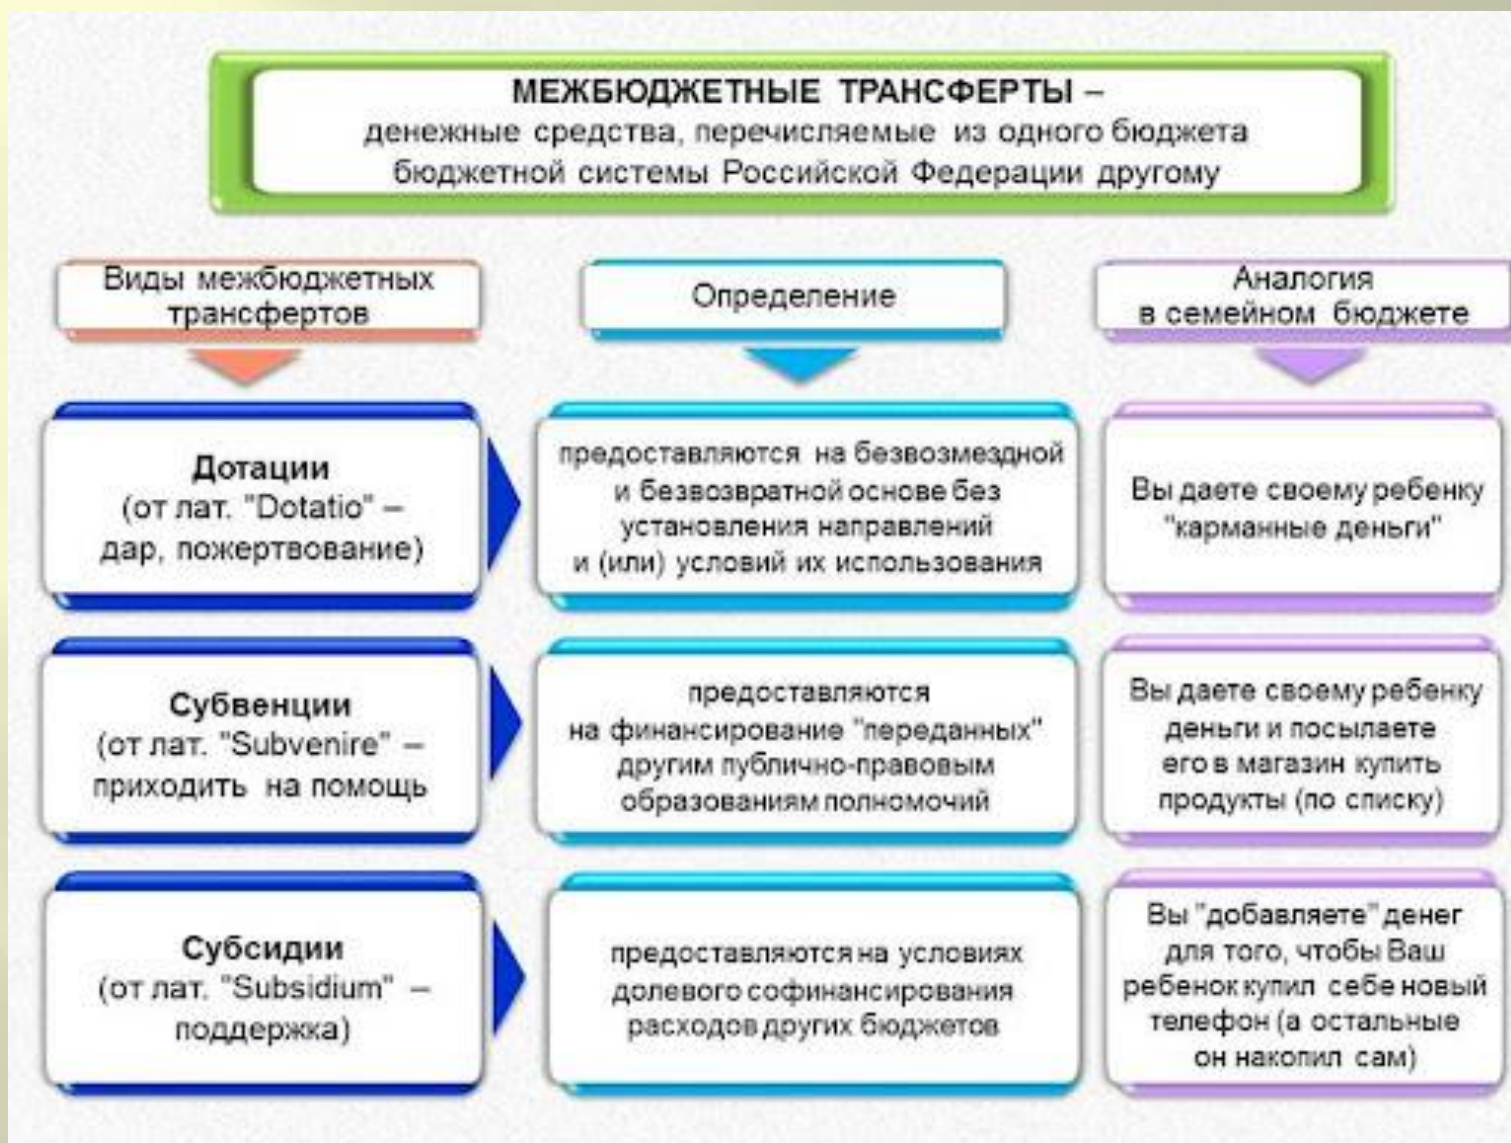 МЕЖБЮДЖЕТНЫЕ ТРАНСФЕРТЫ –
денежные средства, перечисляемые из одного бюджета
бюджетной системы Российской Федерации другому
Виды межбюджетных
трансфертов
Определение
Аналогия
в семейном бюджете
Дотации
(от лат. "Dotatio" –
дар, пожертвование)
предоставляются на безвозмездной
и безвозвратной основе без
установления направлений
и (или) условий их использования
Вы даете своему ребенку
"карманные деньги"
Субвенции
(от лат. "Subvenire" –
приходить на помощь
предоставляются
на финансирование "переданных"
другим публично-правовым
образованиям полномочий
Вы даете своему ребенку
деньги и посылаете
его в магазин купить
продукты (по списку)
Субсидии
(от лат. "Subsidium" –
поддержка)
предоставляются на условиях
долевого софинансирования
расходов других бюджетов
Вы "добавляете" денег
для того, чтобы Ваш
ребенок купил себе новый
телефон (а остальные
он накопил сам)